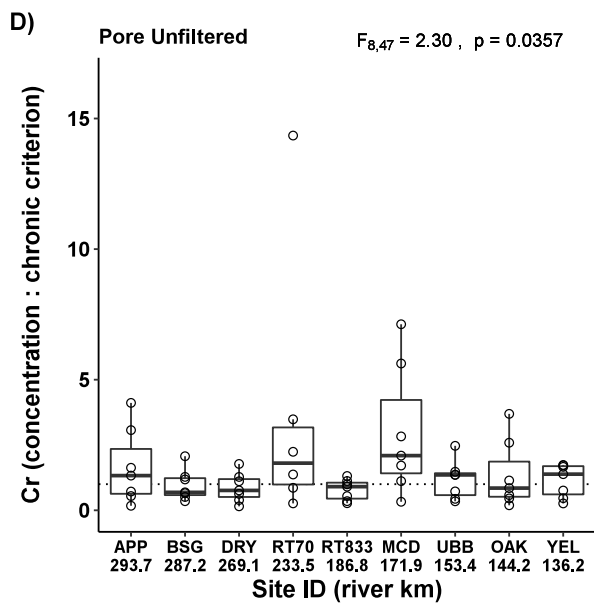 D)
Pore Unfiltered
F8,47 = 2.30 , p = 0.0357
Cr (concentration : chronic criterion)
15
10
5
0
APP BSG DRY RT70 RT833 MCD UBB OAK YEL
293.7 287.2 269.1 233.5 186.8 171.9 153.4 144.2 136.2
Site ID (river km)